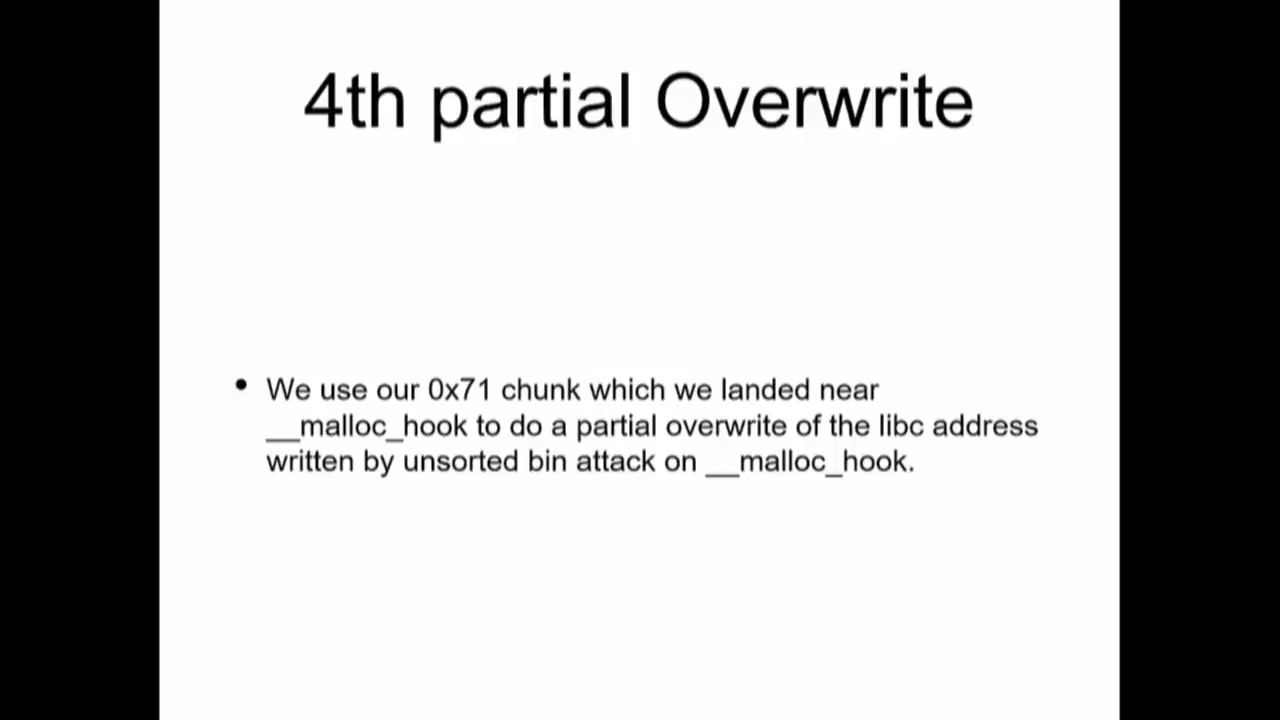 4th partial Overwrite
• We use our 0x71 chunk which we landed near
__malloc_hook to do a partial overwrite of the libc address
written by unsorted bin attack on __malloc_hook.